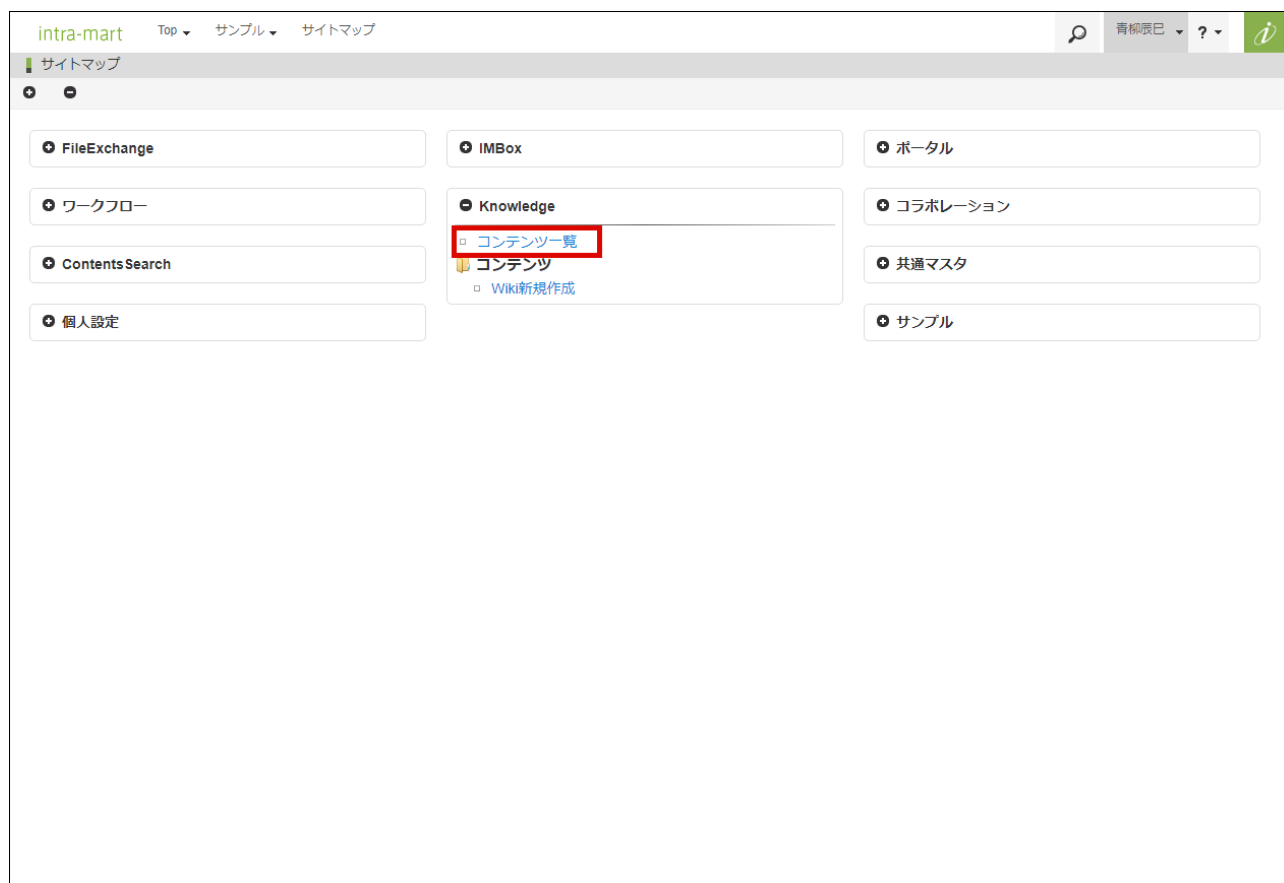 intra-mart Top サンプル サイトマップ 青柳辰巳 ?
サイトマップ
FileExchange
IMBox
ポータル
ワークフロー
Knowledge
コラボレーション
コンテンツ一覧
コンテンツ
Wiki新規作成
ContentsSearch
共通マスタ
個人設定
サンプル